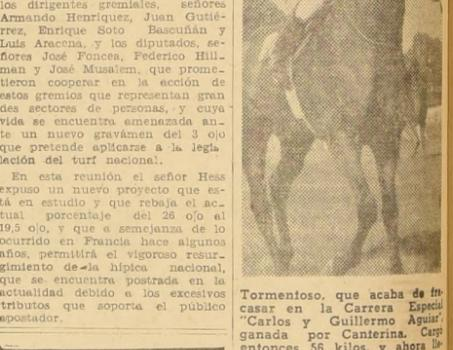 los dirigentes gremiales, señores
Armando Henriquez, Juan Gutié-
rrez, Enrique Soto Bascuñán y
Luis Aracena, y los diputados, se-
ñores José Foncea, Federico Hill-
man y José Musalem, que prome-
tieron cooperar en la acción de
estos gremios que representan gran
des sectores de personas, y cuya
vida se encuentra amenazada an-
te un nuevo gravámen del 3 o|o
que pretende aplicarse a la legis
lación del turf nacional.
En esta reunión el señor Hess
expuso un nuevo proyecto que es-
tá en estudio y que rebaja el ac-
tual porcentaje del 26 o|o al
19,5 o|o, y que a semejanza de lo
ocurrido en Francia hace algunos
años, permitirá el vigoroso resur-
gimiento de la hípica nacional,
que se encuentra postrada en la
actualidad debido a los excesivos
tributos que soporta el público
apostador.
Tormentoso, que acaba de fra
casar en la Carrera Especial
"Carlos y Guillermo Aguiar",
ganada por Canterina. Cargó
entonces 56 kilos, y ahora lle-